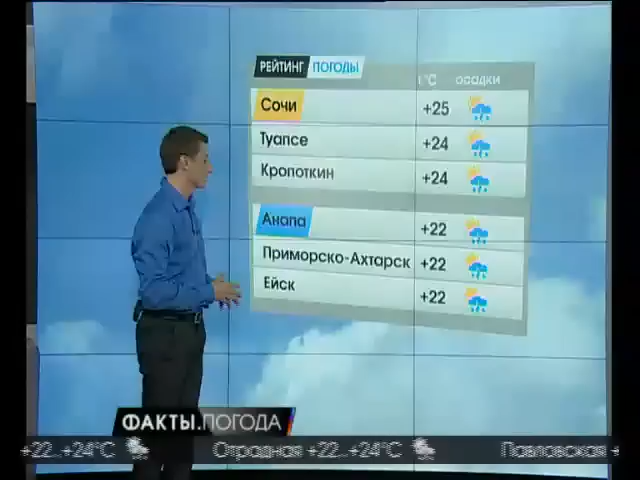 РЕЙТИНГ ПОГОДЫ
t °C осадки
Сочи +25
Туапсе +24
Кропоткин +24
Анапа +22
Приморско-Ахтарск +22
Ейск +22
ФАКТЫ.ПОГОДА
+22...+24°C Отрадная +22...+24°C Павловская +